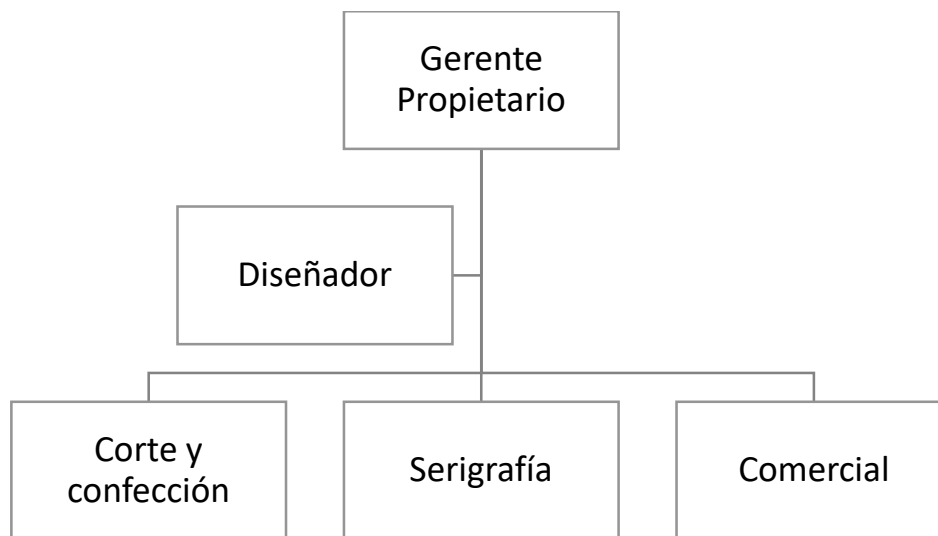 Gerente
Propietario
Diseñador
Corte y
confección
Serigrafía
Comercial